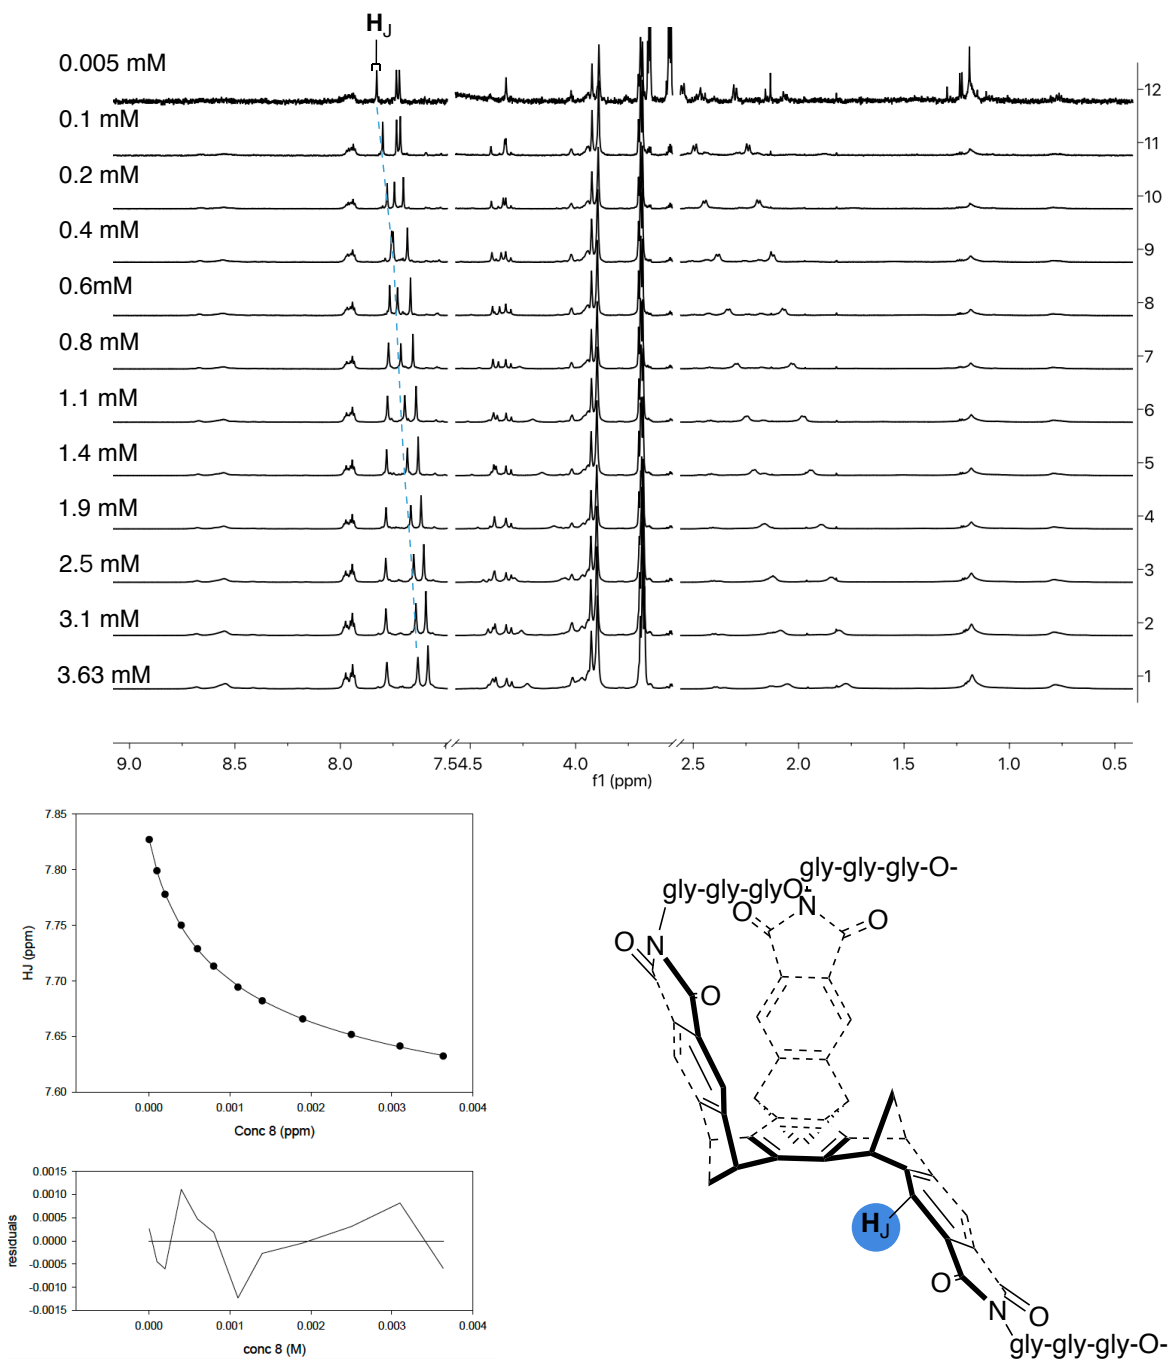 HJ
0.005 mM
12
0.1 mM
11
0.2 mM
10
0.4 mM
9
0.6mM
8
0.8 mM
7
1.1 mM
6
1.4 mM
5
1.9 mM
4
2.5 mM
3
3.1 mM
2
3.63 mM
1
9.0 8.5 8.0 7.5 4.5 4.0 2.5 2.0 1.5 1.0 0.5
f1 (ppm)
7.85
7.80
7.75
7.70
7.65
7.60
HJ (ppm)
0.000 0.001 0.002 0.003 0.004
Conc 8 (ppm)
0.0015
0.0010
0.0005
0.0000
-0.0005
-0.0010
-0.0015
residuals
0.000 0.001 0.002 0.003 0.004
conc 8 (M)
gly-gly-gly-O-
gly-gly-glyO-
N
O
O
O
N
O
HJ
O
N
O
gly-gly-gly-O-